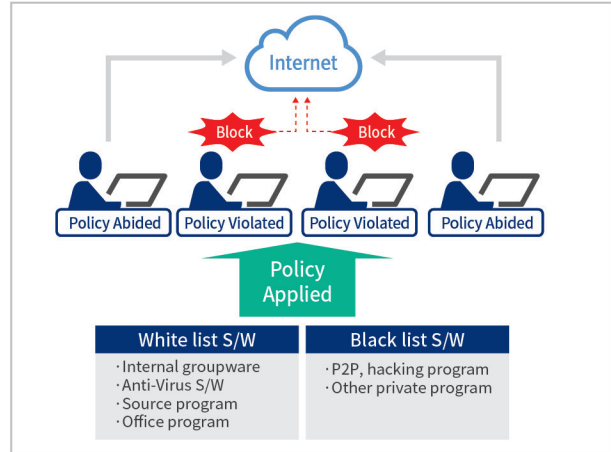 Internet
Block
Block
Policy Abided
Policy Violated
Policy Violated
Policy Abided
Policy
Applied
White list S/W
·Internal groupware
·Anti-Virus S/W
·Source program
·Office program
Black list S/W
·P2P, hacking program
·Other private program